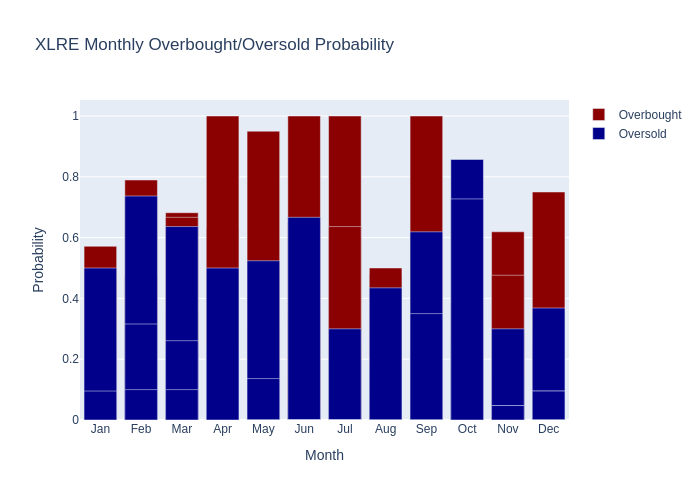 XLRE Monthly Overbought/Oversold Probability
Overbought
Oversold
Probability
1
0.8
0.6
0.4
0.2
0
Jan Feb Mar Apr May Jun Jul Aug Sep Oct Nov Dec
Month